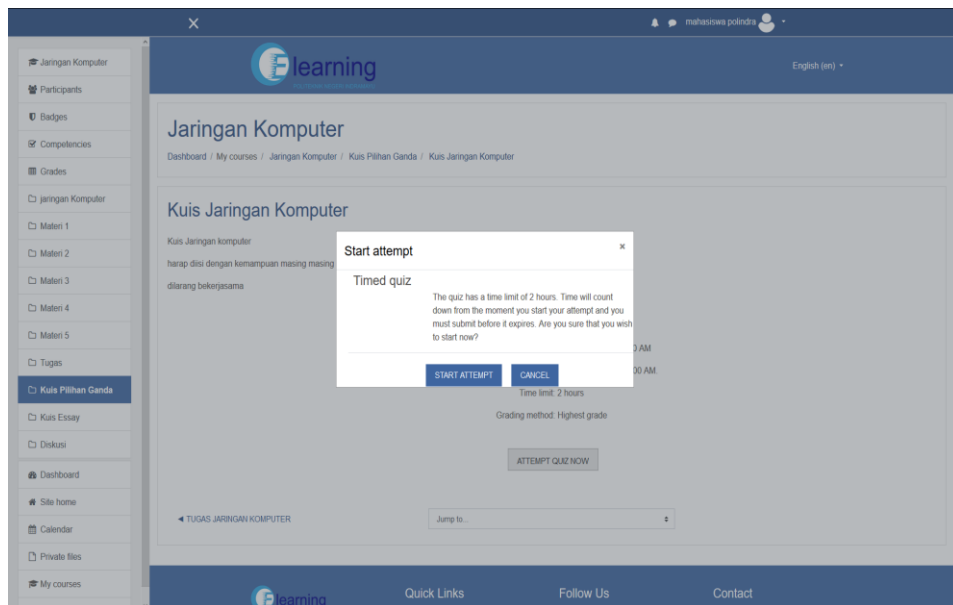 mahasiswa polindra
Jaringan Komputer
Participants
Badges
Competencies
Grades
jaringan Komputer
Materi 1
Materi 2
Materi 3
Materi 4
Materi 5
Tugas
Kuis Pilihan Ganda
Kuis Essay
Diskusi
Dashboard
Site home
Calendar
Private files
My courses
Elearning
English (en)
Jaringan Komputer
Dashboard / My courses / Jaringan Komputer / Kuis Pilihan Ganda / Kuis Jaringan Komputer
Kuis Jaringan Komputer
Kuis Jaringan komputer
harap diisi dengan kemampuan masing masing
dilarang bekerjasama
Start attempt
×
Timed quiz
The quiz has a time limit of 2 hours. Time will count
down from the moment you start your attempt and you
must submit before it expires. Are you sure that you wish
to start now?
START ATTEMPT CANCEL
AM
00 AM.
Time limit: 2 hours
Grading method: Highest grade
ATTEMPT QUIZ NOW
◄ TUGAS JARINGAN KOMPUTER
Jump to...
Elearning
Quick Links
Follow Us
Contact